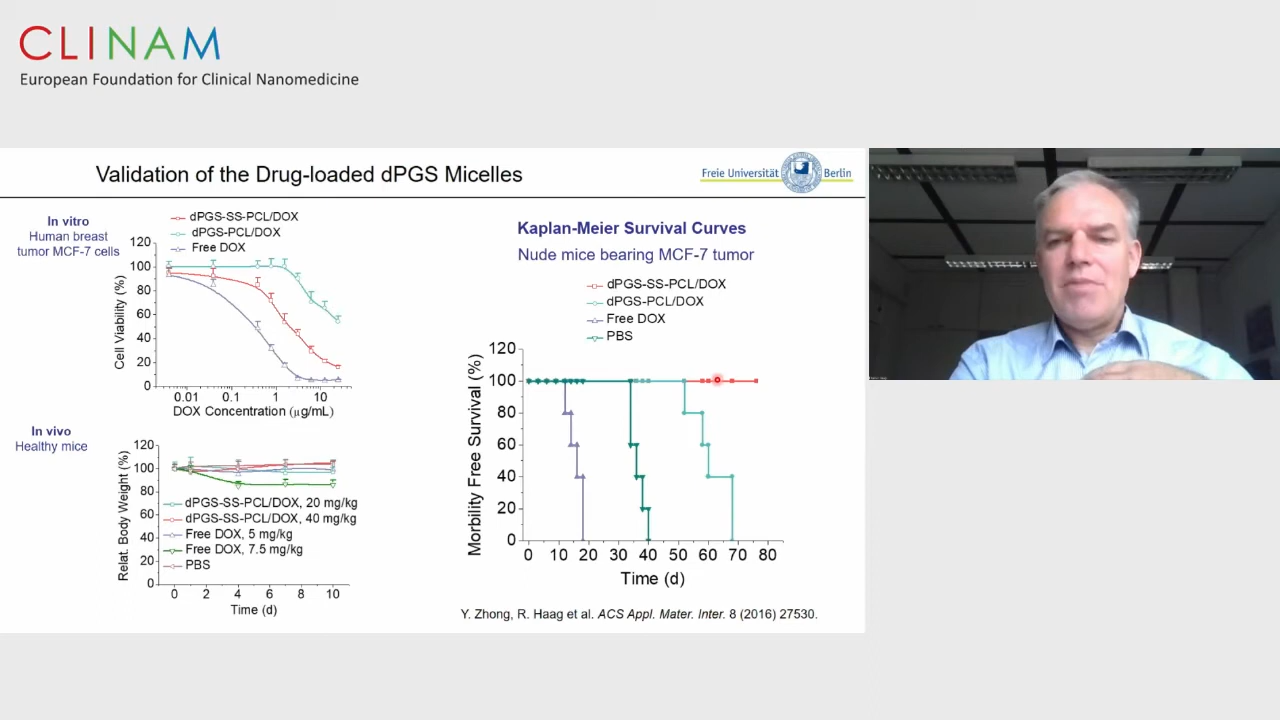 CLINAM
European Foundation for Clinical Nanomedicine
Validation of the Drug-loaded dPGS Micelles
Freie Universität Berlin
In vitro
Human breast
tumor MCF-7 cells
dPGS-SS-PCL/DOX
dPGS-PCL/DOX
Free DOX
Cell Viability (%)
120
100
80
60
40
20
0
0.01 0.1 1 10
DOX Concentration (µg/mL)
In vivo
Healthy mice
Relat. Body Weight (%)
120
100
80
60
40
20
0
dPGS-SS-PCL/DOX, 20 mg/kg
dPGS-SS-PCL/DOX, 40 mg/kg
Free DOX, 5 mg/kg
Free DOX, 7.5 mg/kg
PBS
0 2 4 6 8 10
Time (d)
Kaplan-Meier Survival Curves
Nude mice bearing MCF-7 tumor
dPGS-SS-PCL/DOX
dPGS-PCL/DOX
Free DOX
PBS
Morbility Free Survival (%)
120
100
80
60
40
20
0
0 10 20 30 40 50 60 70 80
Time (d)
Y. Zhong, R. Haag et al. ACS Appl. Mater. Inter. 8 (2016) 27530.